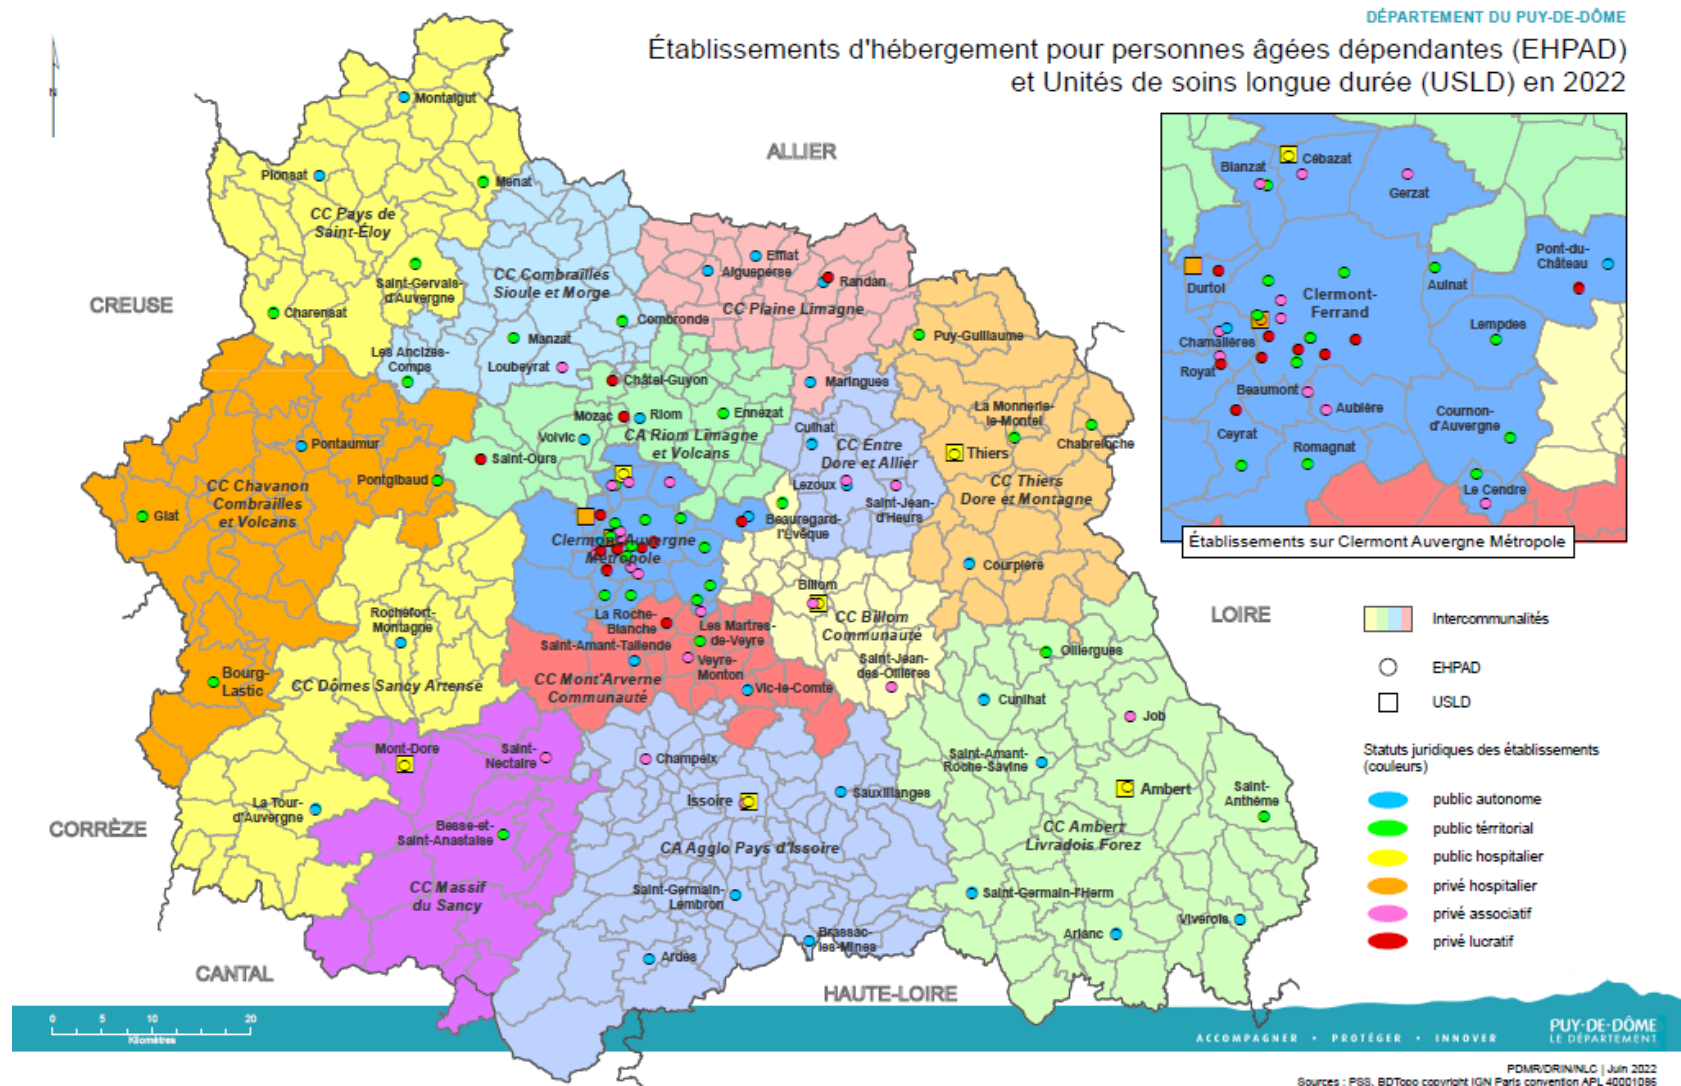 DÉPARTEMENT DU PUY-DE-DÔME
Établissements d'hébergement pour personnes âgées dépendantes (EHPAD)
et Unités de soins longue durée (USLD) en 2022
N
ALLIER
CREUSE
CORRÈZE
CANTAL
HAUTE-LOIRE
LOIRE
Montaigut
Pionsat
Menat
CC Pays de
Saint-Éloy
Saint-Gervais-
d'Auvergne
Charensat
CC Combrailles
Sioule et Morge
Combronde
Manzat
Les Ancizes-
Comps
Loubeyrat
Effiat
Aigueperse
Randan
CC Plaine Limagne
Puy-Guillaume
Maringues
Châtel-Guyon
Mozac
Riom
Ennezat
Volvic
CA Riom Limagne
et Volcans
Saint-Ours
Culhat
CC Entre
Dore et Allier
Lezoux
Saint-Jean-
d'Heurs
La Monnerie-
le-Montel
Chabreloche
Thiers
CC Thiers
Dore et Montagne
Courpière
Pontaumur
Pontgibaud
CC Chavanon
Combrailles
et Volcans
Giat
Bourg-
Lastic
Beauregard-
l'Évêque
Clermont Auvergne
Métropole
Billom
CC Billom
Communauté
Saint-Jean-
des-Ollières
Rochefort-
Montagne
CC Dômes Sancy Artense
La Roche-
Blanche
Les Martres-
de-Veyre
Saint-Amant-Tallende
Veyre-
Monton
CC Mont'Arverne
Communauté
Vic-le-Comte
Olliergues
Cunlhat
Job
Saint-Amant-
Roche-Savine
Ambert
Saint-
Anthème
CC Ambert
Livradois Forez
Saint-Germain-l'Herm
Viverols
Arlanc
Mont-Dore
Saint-
Nectaire
La Tour-
d'Auvergne
Besse-et-
Saint-Anastaise
CC Massif
du Sancy
Champeix
Issoire
Sauxillanges
CA Agglo Pays d'Issoire
Saint-Germain-
Lembron
Brassac-
les-Mines
Ardes
Blanzat
Cébazat
Gerzat
Pont-du-
Château
Durtol
Clermont-
Ferrand
Aulnat
Chamalières
Lempdes
Royat
Beaumont
Aubière
Cournon-
d'Auvergne
Ceyrat
Romagnat
Le Cendre
Établissements sur Clermont Auvergne Métropole
Intercommunalités
EHPAD
USLD
Statuts juridiques des établissements
(couleurs)
public autonome
public térritorial
public hospitalier
privé hospitalier
privé associatif
privé lucratif
0 5 10 20
Kilomètres
ACCOMPAGNER • PROTÉGER • INNOVER
PUY-DE-DÔME
LE DÉPARTEMENT
PDMR/DRIN/NLC | Juin 2022
Sources : PSS, BDTopo copyright IGN Paris convention APL 40001086